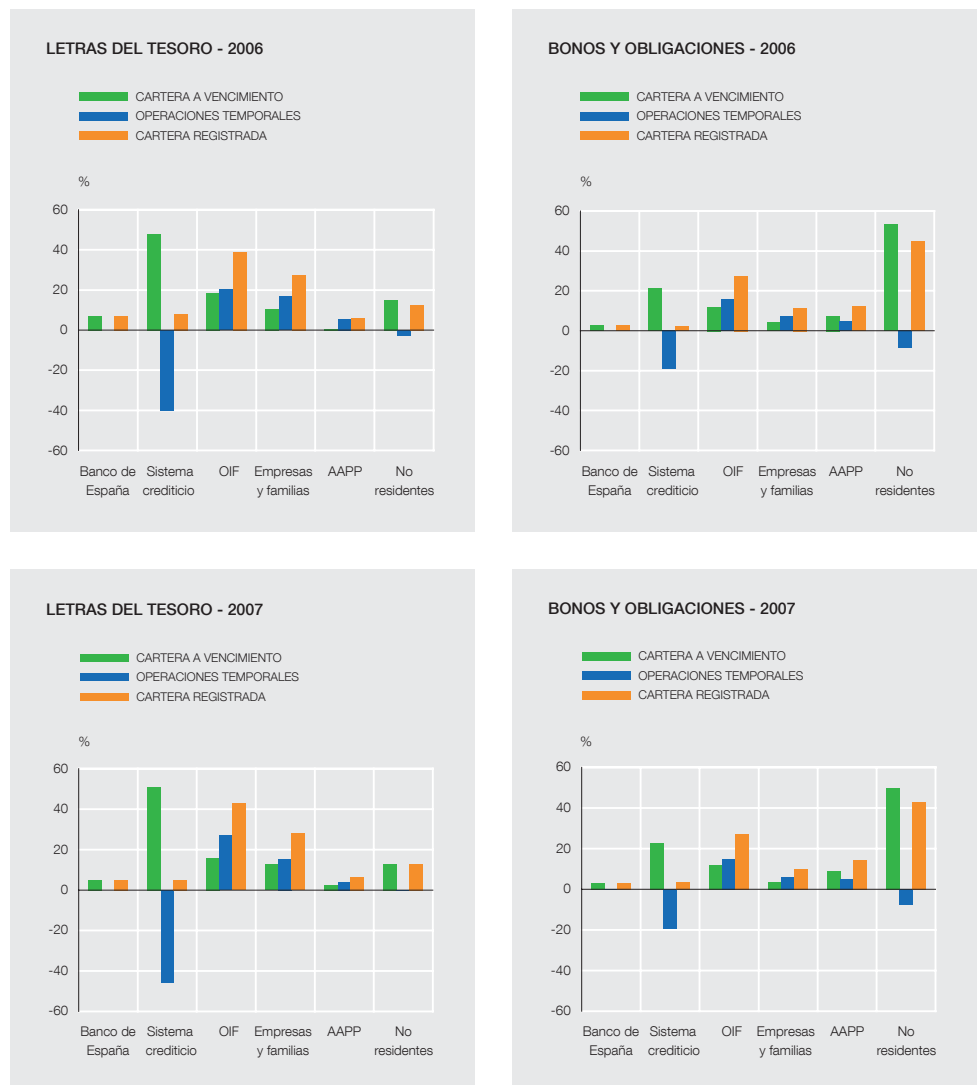 LETRAS DEL TESORO - 2006
CARTERA A VENCIMIENTO
OPERACIONES TEMPORALES
CARTERA REGISTRADA
%
60
40
20
0
-20
-40
-60
Banco de España
Sistema crediticio
OIF
Empresas y familias
AAPP
No residentes
BONOS Y OBLIGACIONES - 2006
CARTERA A VENCIMIENTO
OPERACIONES TEMPORALES
CARTERA REGISTRADA
%
60
40
20
0
-20
-40
-60
Banco de España
Sistema crediticio
OIF
Empresas y familias
AAPP
No residentes
LETRAS DEL TESORO - 2007
CARTERA A VENCIMIENTO
OPERACIONES TEMPORALES
CARTERA REGISTRADA
%
60
40
20
0
-20
-40
-60
Banco de España
Sistema crediticio
OIF
Empresas y familias
AAPP
No residentes
BONOS Y OBLIGACIONES - 2007
CARTERA A VENCIMIENTO
OPERACIONES TEMPORALES
CARTERA REGISTRADA
%
60
40
20
0
-20
-40
-60
Banco de España
Sistema crediticio
OIF
Empresas y familias
AAPP
No residentes